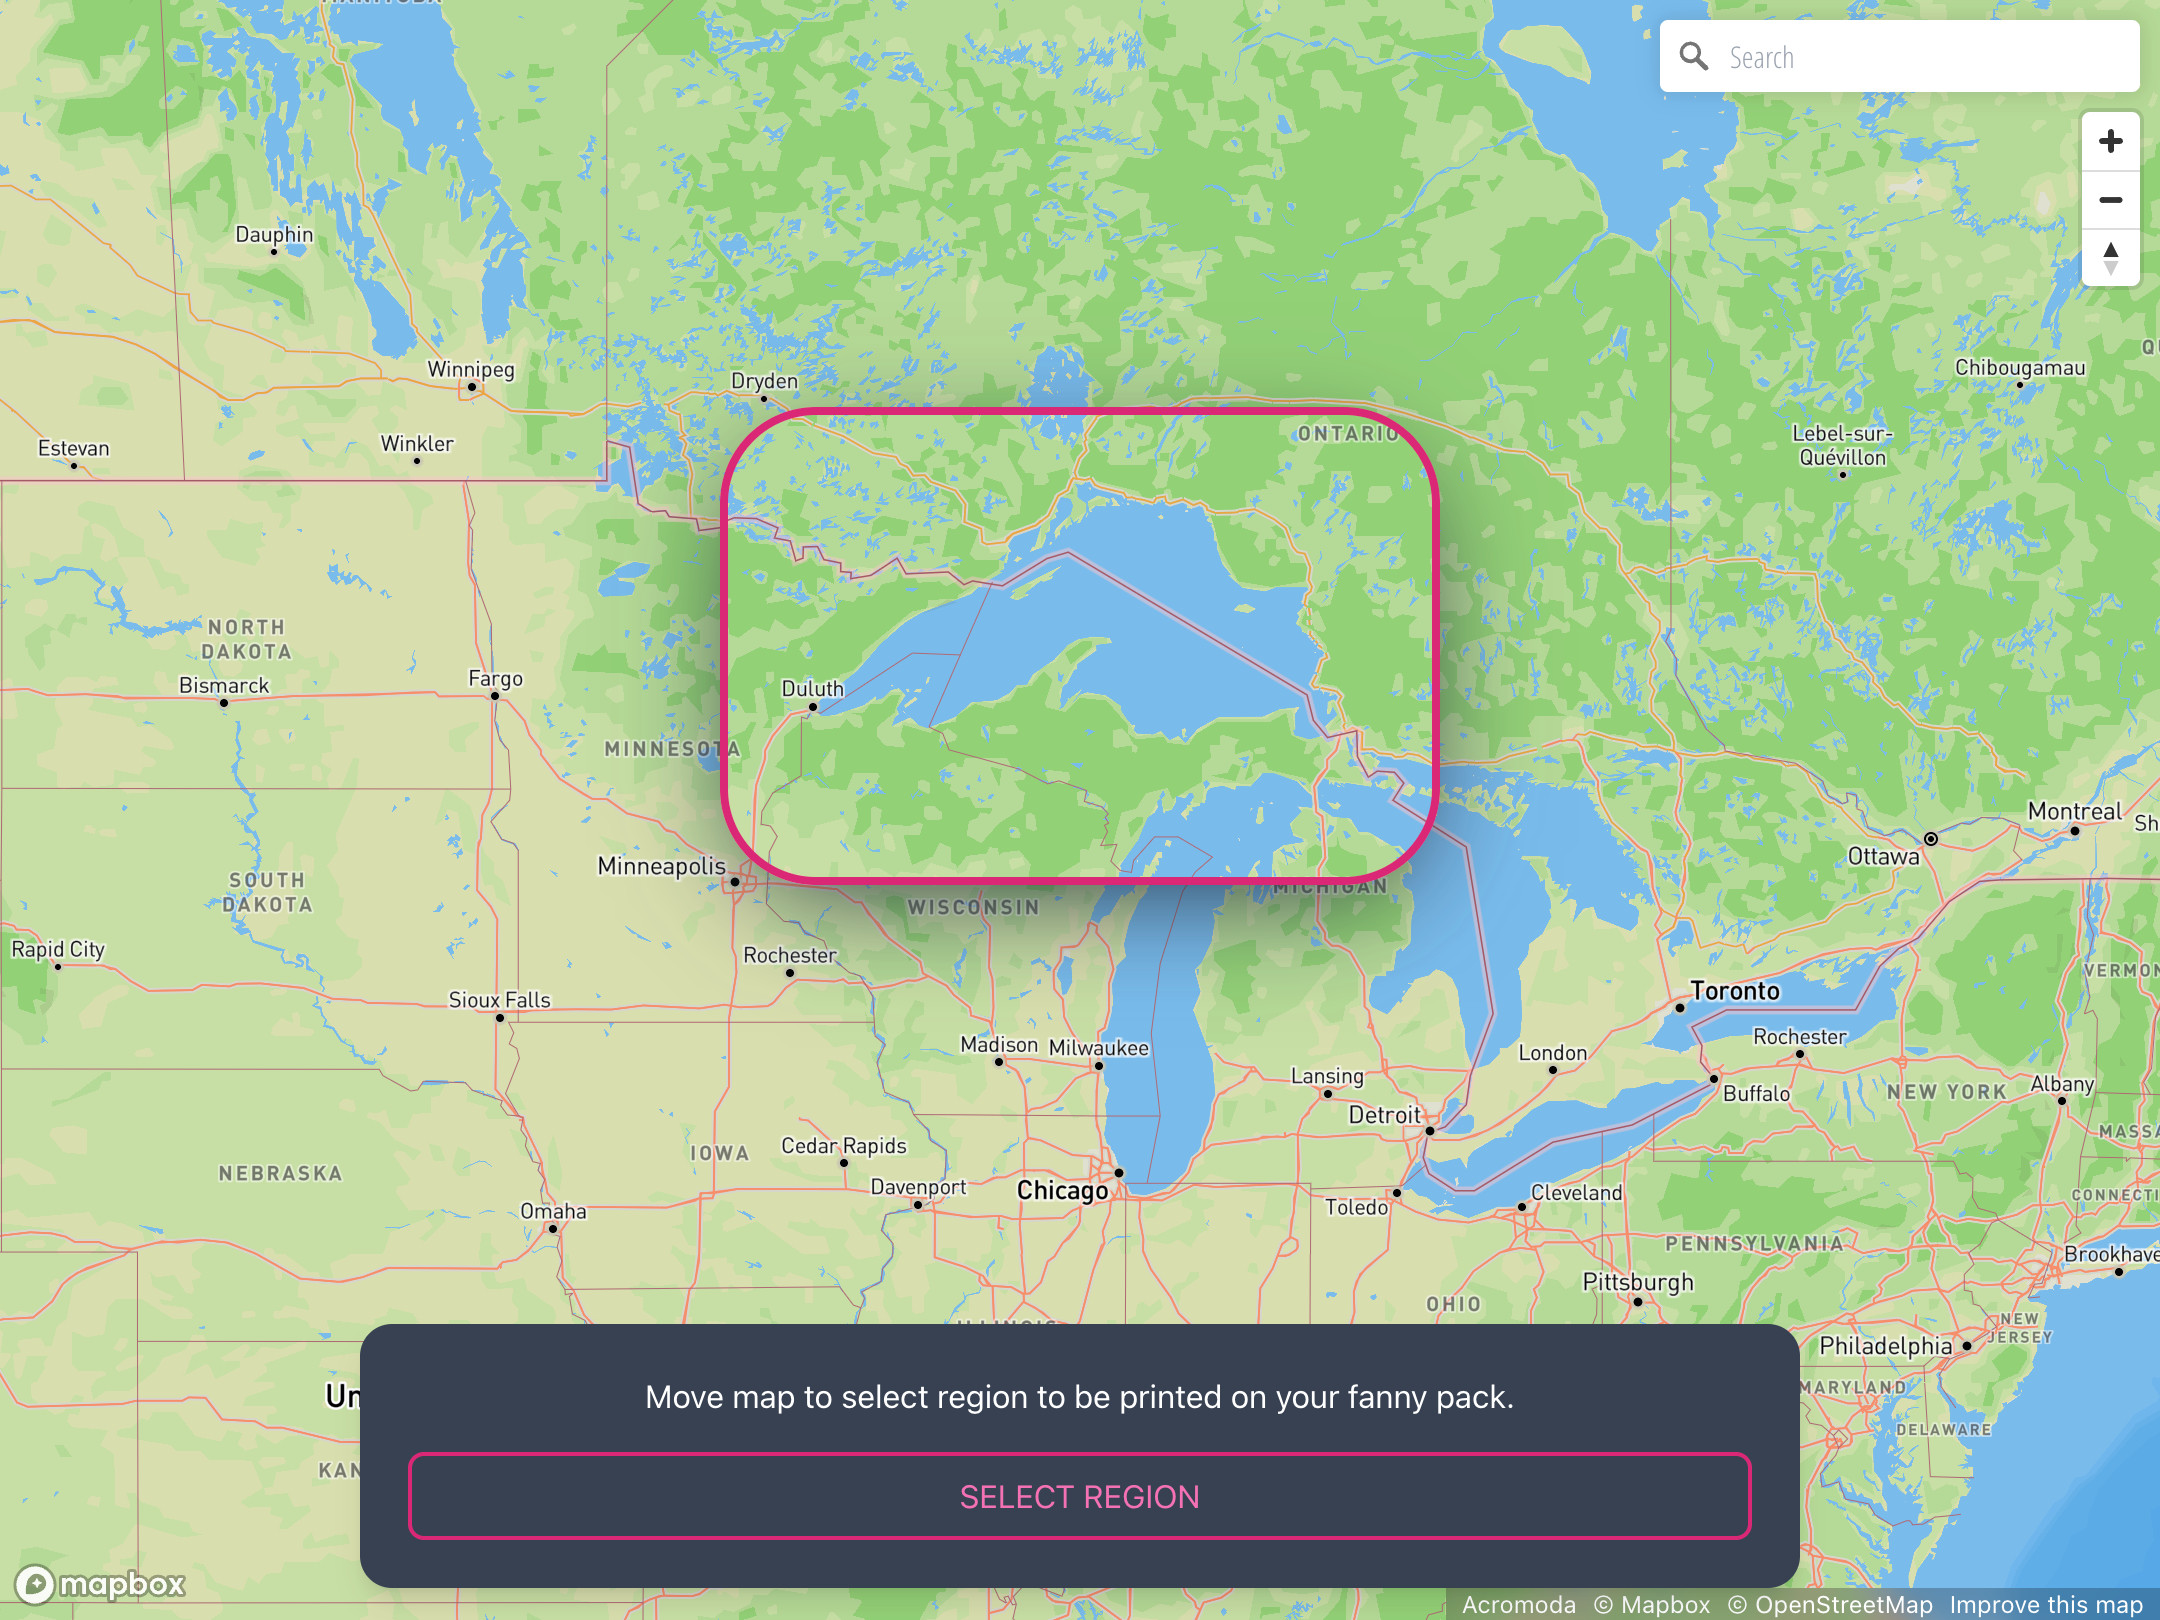 MANITOBA
Search
Dauphin
Chibougamau
Winnipeg
Dryden
Estevan
Winkler
ONTARIO
Lebel-sur-
Quévillon
NORTH
DAKOTA
Bismarck
Fargo
Duluth
MINNESOTA
Montreal
Sh
Ottawa
Minneapolis
SOUTH
DAKOTA
MICHIGAN
WISCONSIN
Rapid City
Rochester
VERMON
Toronto
Sioux Falls
Rochester
Madison
Milwaukee
London
Lansing
Buffalo
NEW YORK
Albany
Detroit
MASSA
IOWA
Cedar Rapids
NEBRASKA
Davenport
Chicago
Cleveland
CONNECTI
Toledo
Omaha
PENNSYLVANIA
Brookhave
Pittsburgh
OHIO
ILLINOIS
NEW
JERSEY
Philadelphia
Un
MARYLAND
DELAWARE
KAN
Move map to select region to be printed on your fanny pack.
SELECT REGION
mapbox
Acromoda © Mapbox © OpenStreetMap Improve this map